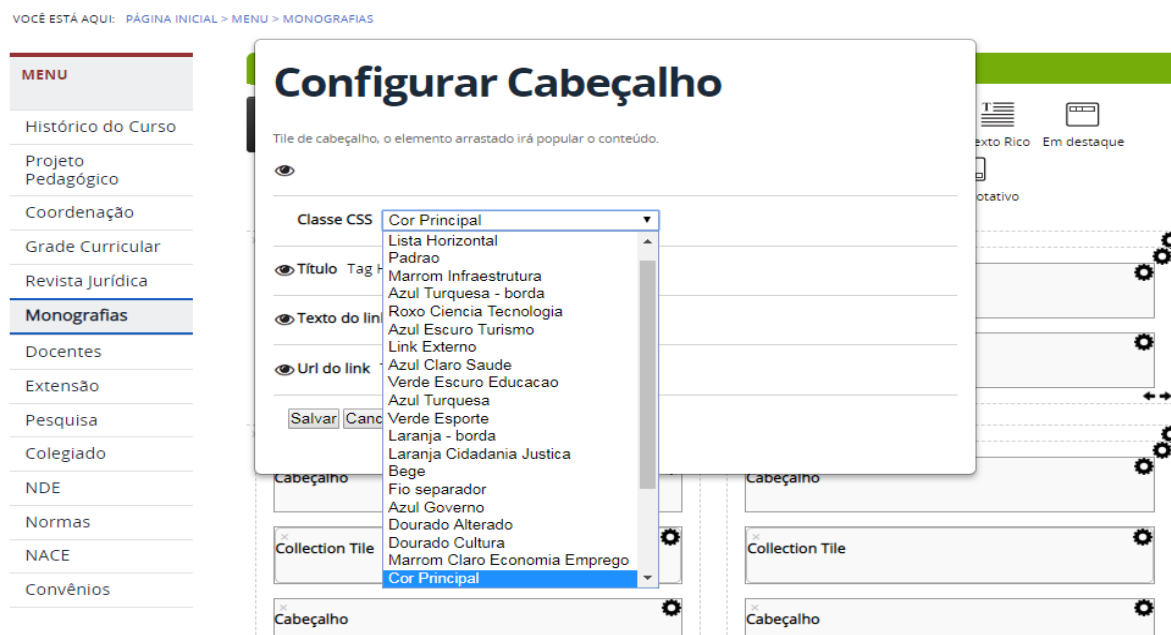 VOCÊ ESTÁ AQUI: PÁGINA INICIAL > MENU > MONOGRAFIAS
MENU
Histórico do Curso
Projeto
Pedagógico
Coordenação
Grade Curricular
Revista Jurídica
Monografias
Docentes
Extensão
Pesquisa
Colegiado
NDE
Normas
NACE
Convênios
Configurar Cabeçalho
Tile de cabeçalho, o elemento arrastado irá popular o conteúdo.
Classe CSS Cor Principal
Lista Horizontal
Padrao
Marrom Infraestrutura
Azul Turquesa - borda
Roxo Ciencia Tecnologia
Azul Escuro Turismo
Link Externo
Azul Claro Saude
Verde Escuro Educacao
Azul Turquesa
Verde Esporte
Laranja - borda
Laranja Cidadania Justica
Bege
Fio separador
Azul Governo
Dourado Alterado
Dourado Cultura
Marrom Claro Economia Emprego
Cor Principal
Título Tag H
Texto do lin
Url do link
Salvar Canc
exto Rico Em destaque
otativo
Cabeçalho Cabeçalho
Collection Tile Collection Tile
Cabeçalho Cabeçalho